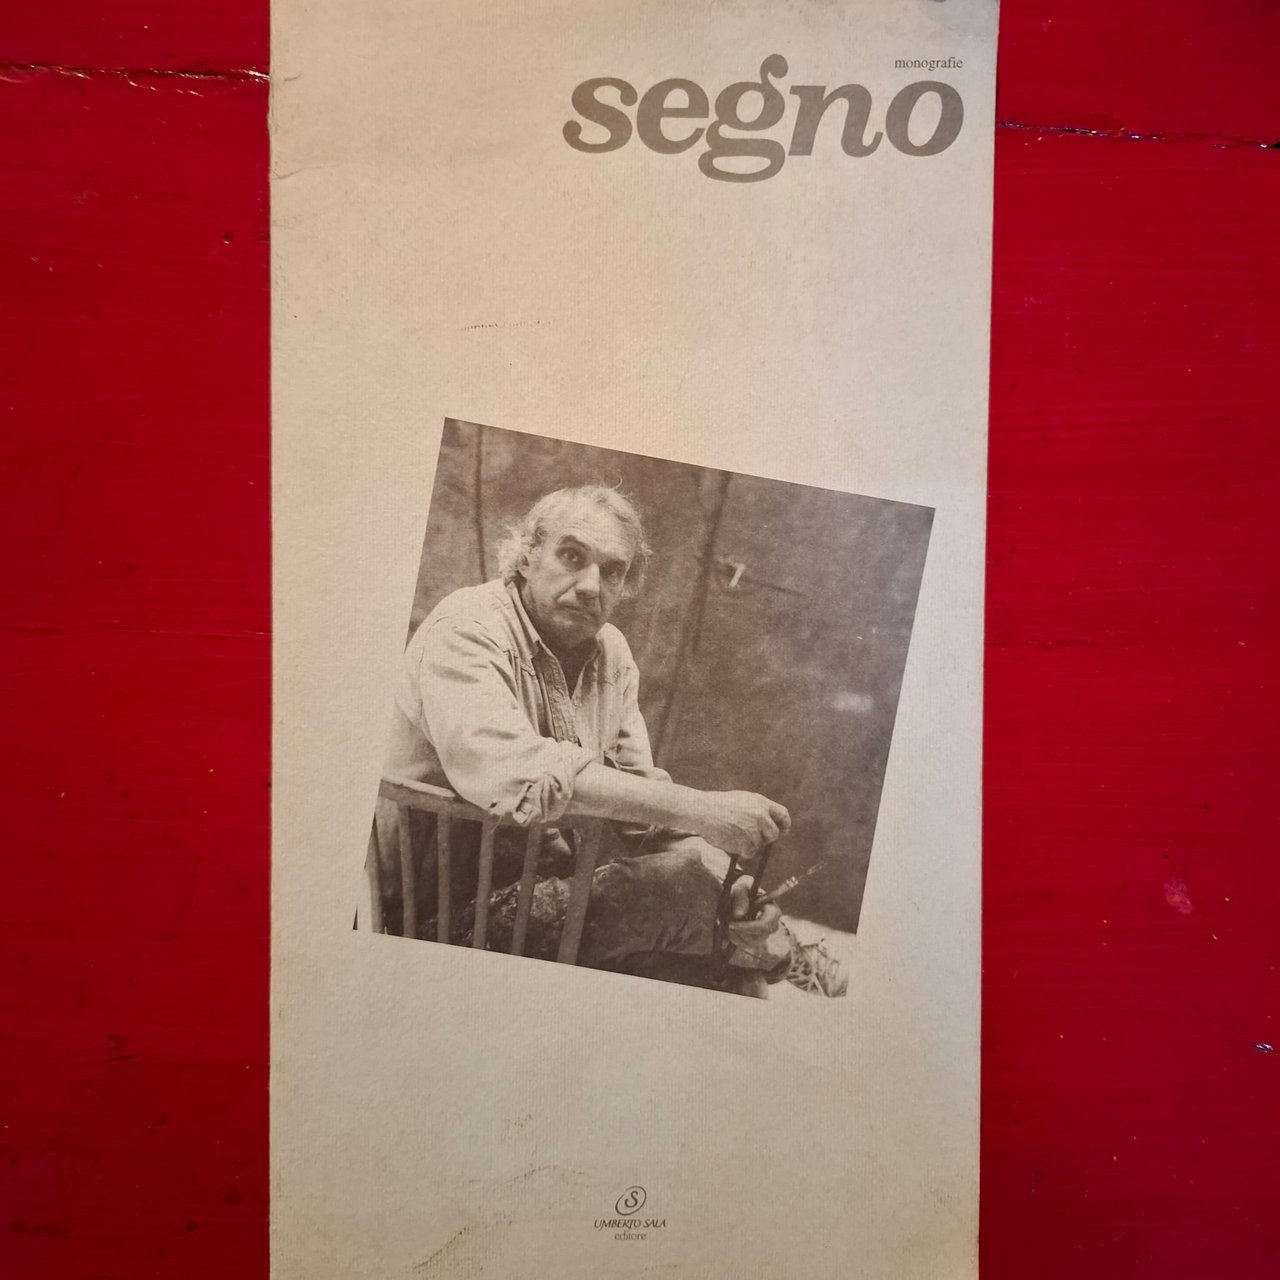 monografie
segno
S
UMBERTO SALA
editore